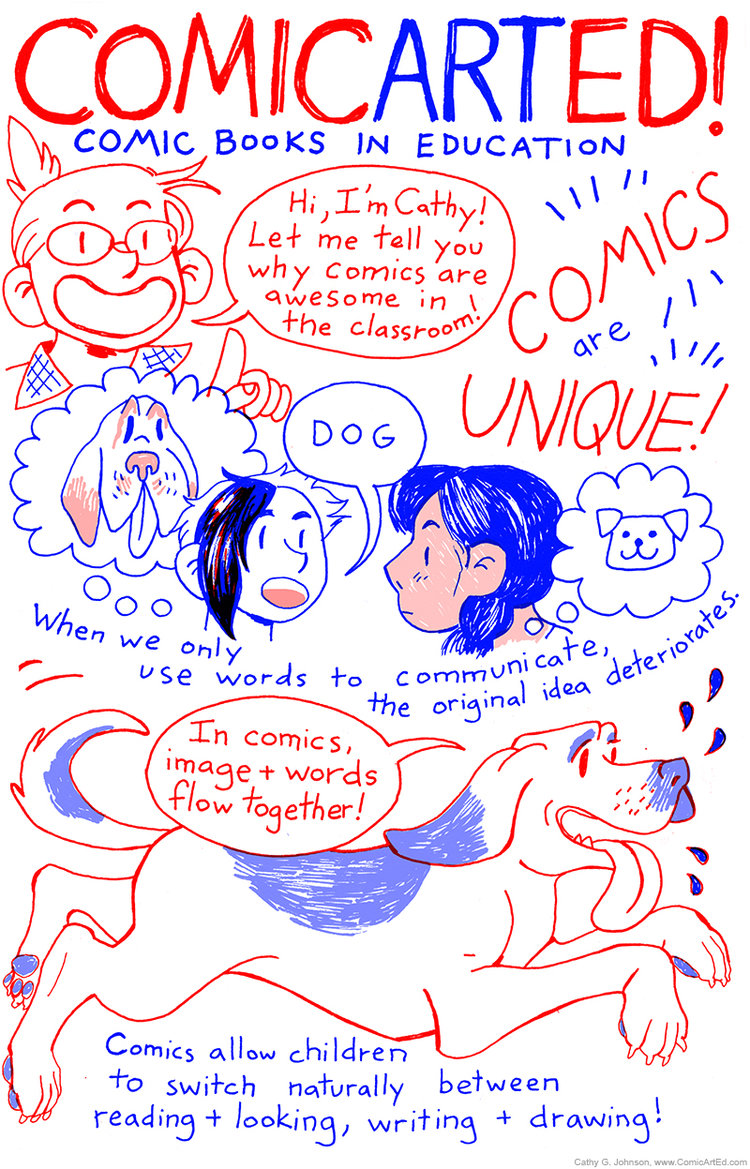 COMICARTED!
COMIC BOOKS IN EDUCATION
Hi, I'm Cathy!
Let me tell you
why comics are
awesome in
the classroom!
COMICS
are
UNIQUE!
DOG
When we only
use words to communicate,
the original idea deteriorates.
In comics,
image + words
flow together!
Comics allow children
to switch naturally between
reading + looking, writing + drawing!
Cathy G. Johnson, www.ComicArtEd.com